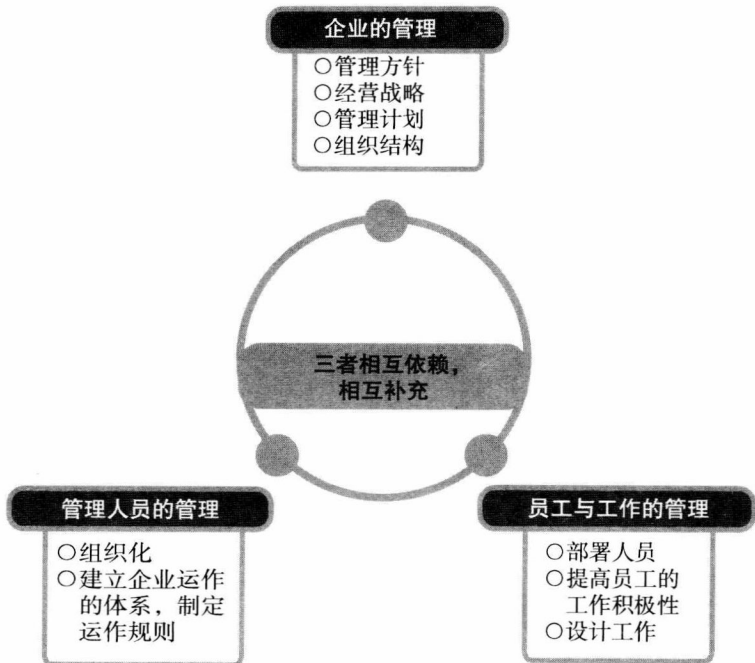 企业的管理
○管理方针
○经营战略
○管理计划
○组织结构
三者相互依赖，
相互补充
管理人员的管理
○组织化
○建立企业运作
的体系，制定
运作规则
员工与工作的管理
○部署人员
○提高员工的
工作积极性
○设计工作